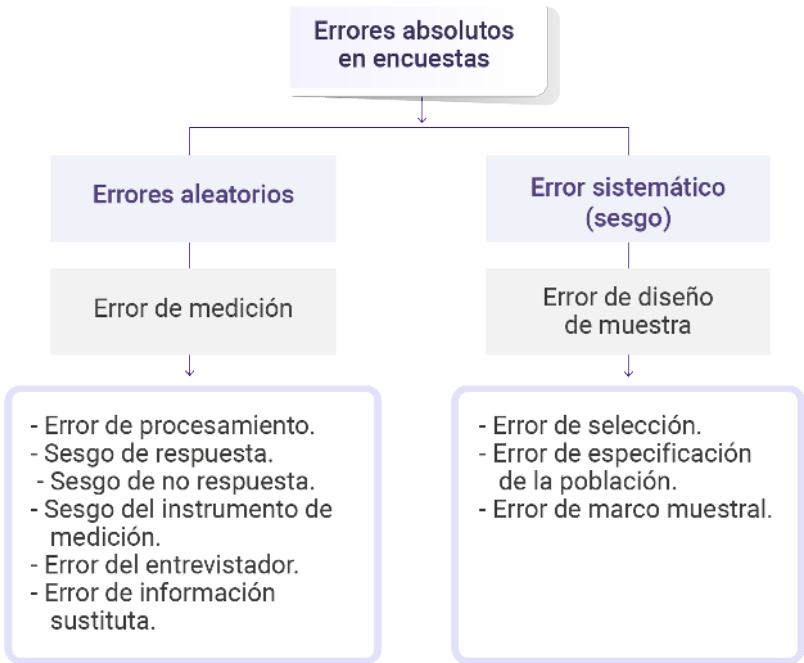 Errores absolutos
en encuestas
Errores aleatorios
Error sistemático
(sesgo)
Error de medición
Error de diseño
de muestra
- Error de procesamiento.
- Sesgo de respuesta.
- Sesgo de no respuesta.
- Sesgo del instrumento de
medición.
- Error del entrevistador.
- Error de información
sustituta.
- Error de selección.
- Error de especificación
de la población.
- Error de marco muestral.